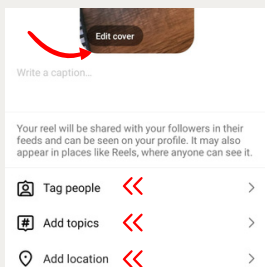 Edit cover
Write a caption...
Your reel will be shared with your followers in their
feeds and can be seen on your profile. It may also
appear in places like Reels, where anyone can see it.
Tag people
# Add topics
Add location